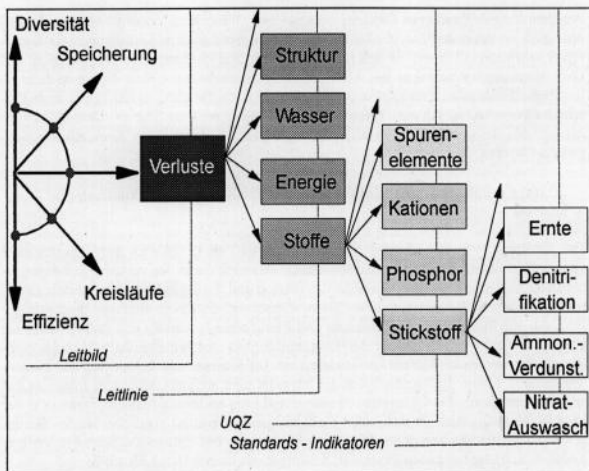 Diversität
Speicherung
Verluste
Kreisläufe
Effizienz
Leitbild
Struktur
Wasser
Energie
Stoffe
Leitlinie
Spuren-
elemente
Kationen
Phosphor
Stickstoff
UQZ
Standards - Indikatoren
Ernte
Denitri-
fikation
Ammon.-
Verdunst.
Nitrat-
Auswasch